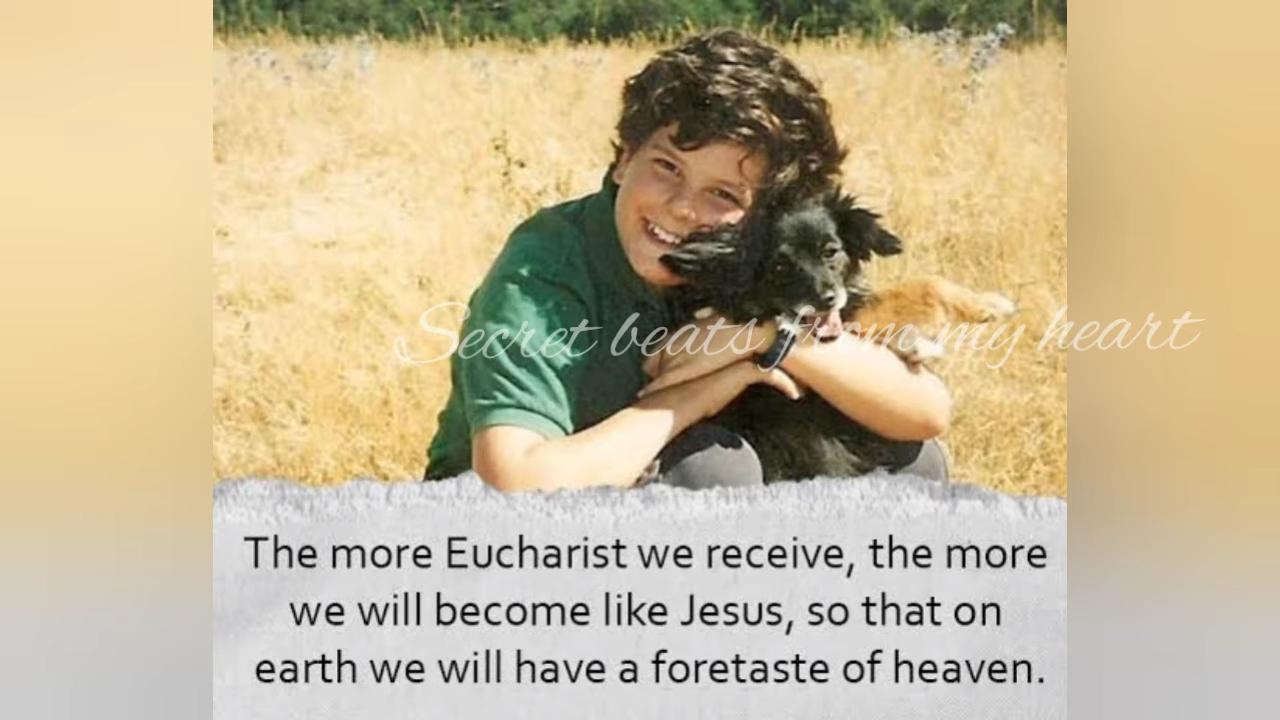 Secret beats from my heart
The more Eucharist we receive, the more
we will become like Jesus, so that on
earth we will have a foretaste of heaven.